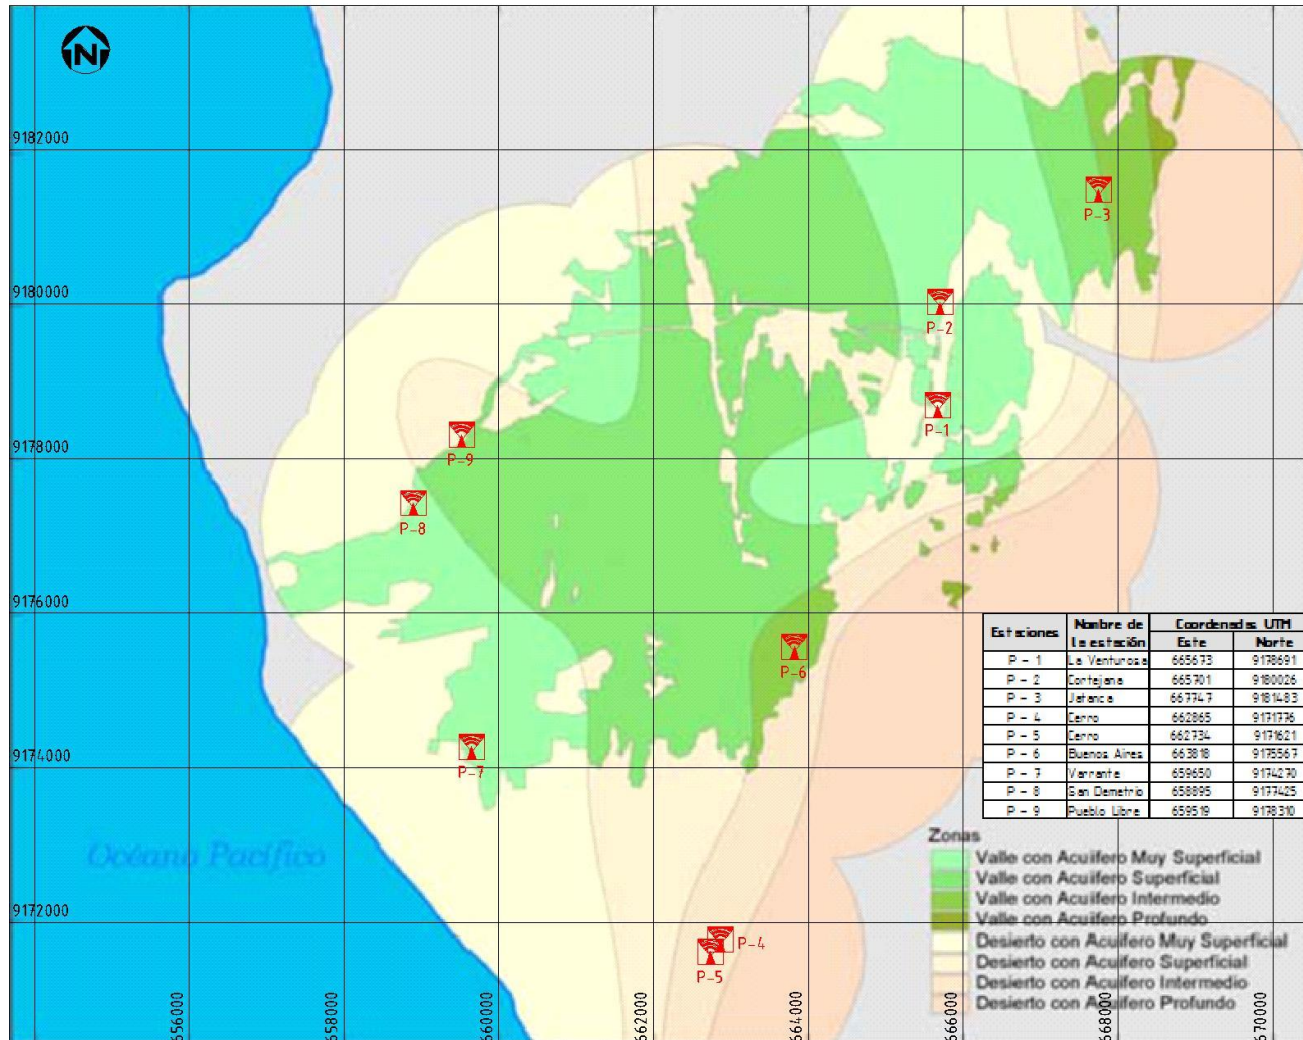 N
9182000
P-3
9180000
P-2
P-1
9178000
P-9
P-8
9176000
P-6
9174000
P-7
Océano Pacífico
9172000
P-4
P-5
656000
658000
660000
662000
664000
666000
668000
670000
Estaciones Nombre de la estación Coordenadas UTM
Este Norte
P - 1 La Venturosa 665673 9178691
P - 2 Cortejana 665701 9180026
P - 3 Jatanca 667747 9181483
P - 4 Cerro 662865 9171776
P - 5 Cerro 662734 9171621
P - 6 Buenos Aires 663818 9175567
P - 7 Varrante 659650 9174270
P - 8 San Demetrio 658895 9177425
P - 9 Pueblo Libre 659519 9178310
Zonas
Valle con Acuifero Muy Superficial
Valle con Acuifero Superficial
Valle con Acuifero Intermedio
Valle con Acuifero Profundo
Desierto con Acuifero Muy Superficial
Desierto con Acuifero Superficial
Desierto con Acuifero Intermedio
Desierto con Acuifero Profundo